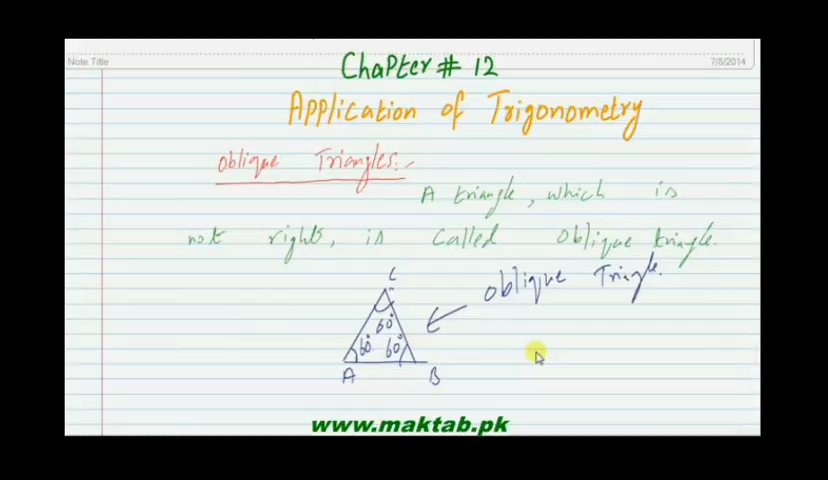 Note Title
7/8/2014
Chapter # 12
Application of Trigonometry
Oblique Triangles:-
A triangle, which is
not rights, is called oblique triangle.
Oblique Triangle.
C
60°
60° 60°
A B
www.maktab.pk